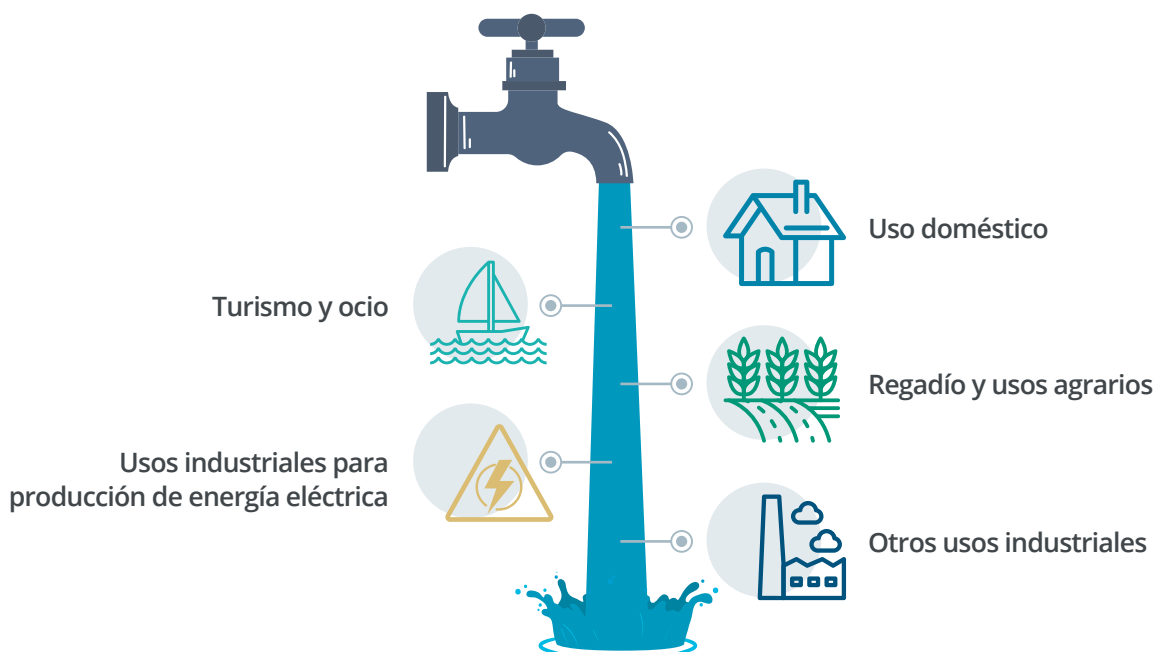 Uso doméstico
Turismo y ocio
Regadío y usos agrarios
Usos industriales para
producción de energía eléctrica
Otros usos industriales